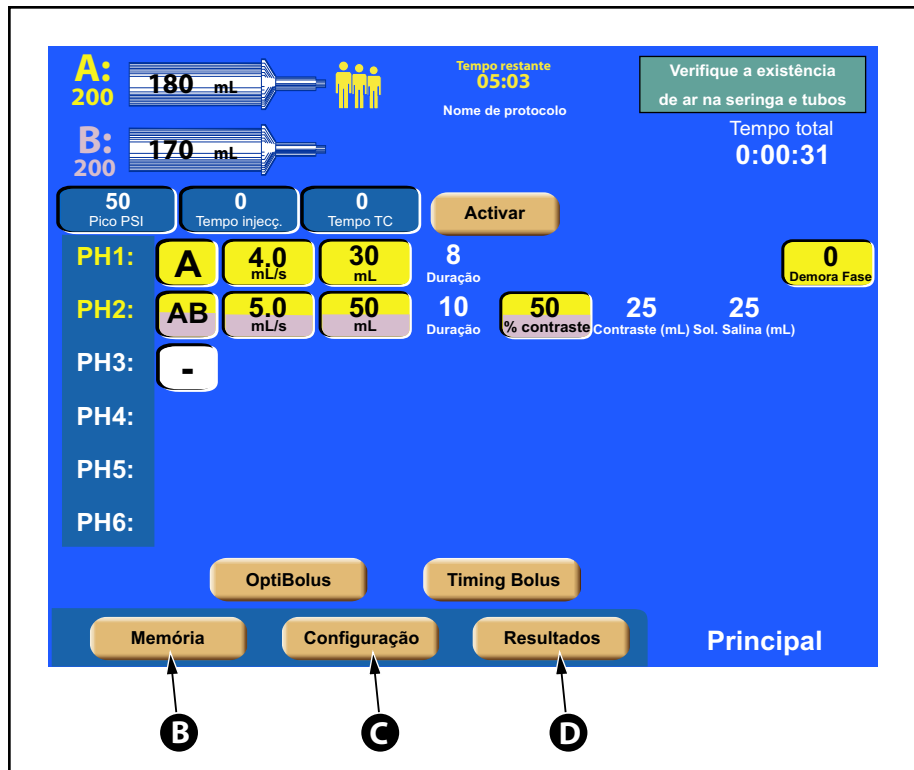 A:
200
180 mL
Tempo restante
05:03
Nome de protocolo
Verifique a existência
de ar na seringa e tubos
B:
200
170 mL
Tempo total
0:00:31
50
Pico PSI
0
Tempo injecç.
0
Tempo TC
Activar
PH1:
A
4.0
mL/s
30
mL
8
Duração
0
Demora Fase
PH2:
AB
5.0
mL/s
50
mL
10
Duração
50
% contraste
25
Contraste (mL)
25
Sol. Salina (mL)
PH3:
-
PH4:
PH5:
PH6:
OptiBolus
Timing Bolus
Memória
Configuração
Resultados
Principal
B
C
D